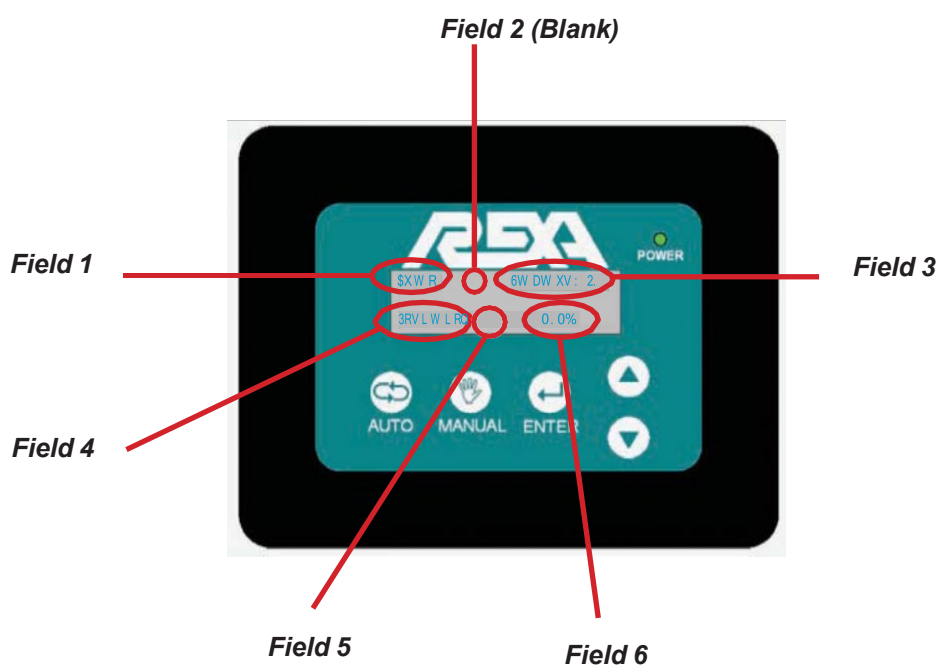 Field 2 (Blank)
REXA
POWER
Field 1
$XW R
6W DW XV : 2.
Field 3
3RV L W L RQ
0. 0%
AUTO
MANUAL
ENTER
Field 4
Field 5
Field 6